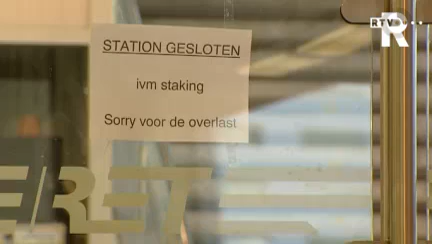 RTV
R
STATION GESLOTEN
ivm staking
Sorry voor de overlast
RET